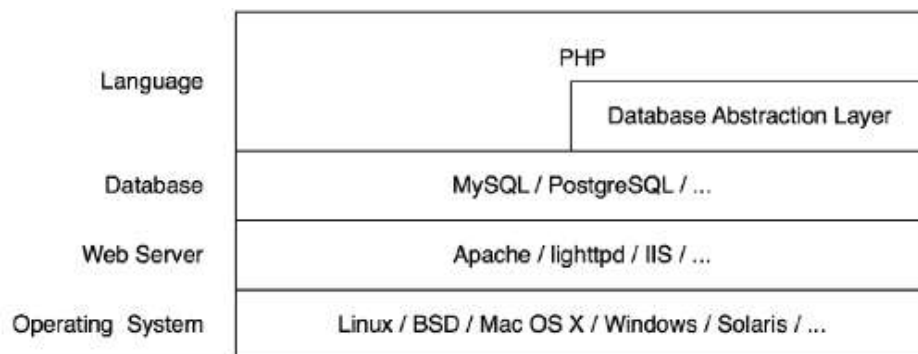 PHP
Language
Database Abstraction Layer
Database MySQL / PostgreSQL / ...
Web Server Apache / lighttpd / IIS / ...
Operating System Linux / BSD / Mac OS X / Windows / Solaris / ...